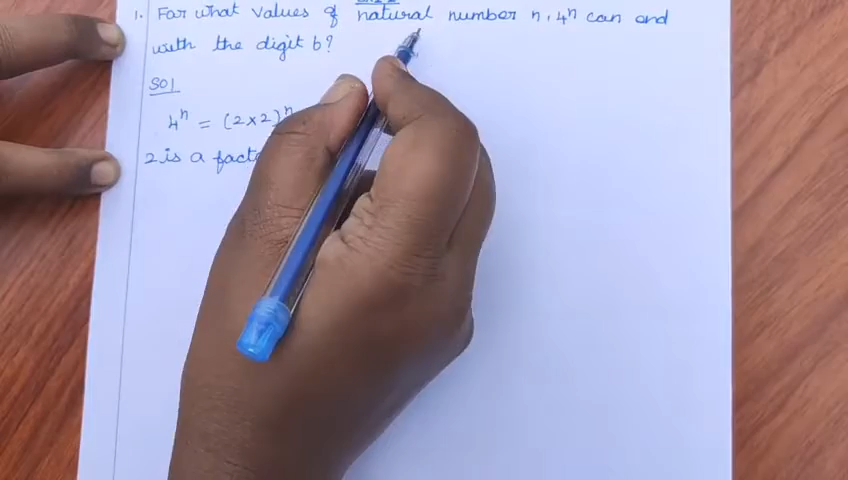 1. For what values of natural number n, 4ⁿ can end
with the digit 6?
Sol
4ⁿ = (2×2)ⁿ
2 is a fact